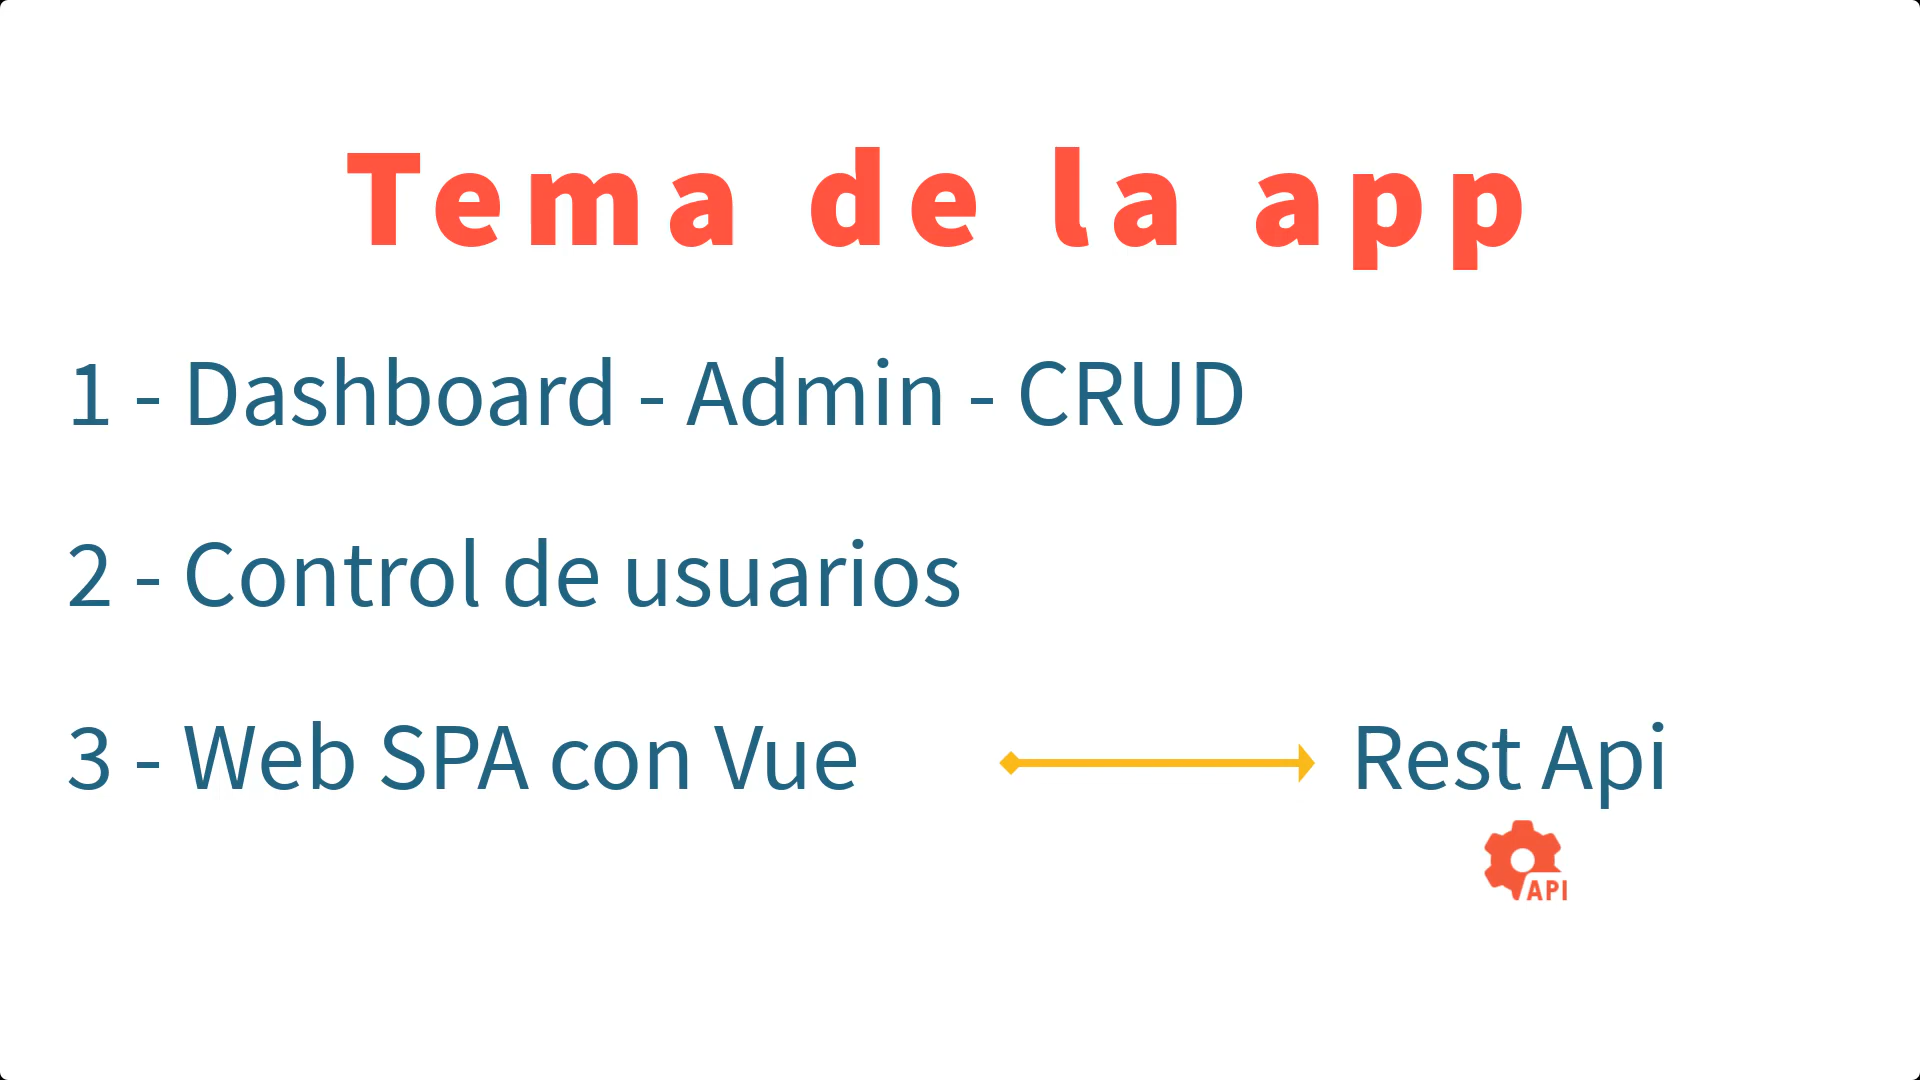 Tema de la app
1 - Dashboard - Admin - CRUD
2 - Control de usuarios
3 - Web SPA con Vue
Rest Api
API